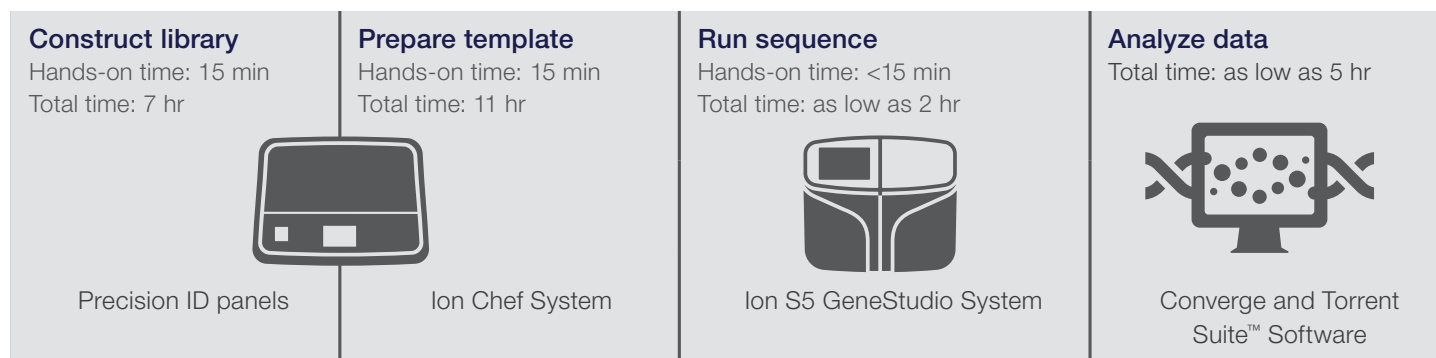 Construct library
Hands-on time: 15 min
Total time: 7 hr
Precision ID panels
Prepare template
Hands-on time: 15 min
Total time: 11 hr
Ion Chef System
Run sequence
Hands-on time: <15 min
Total time: as low as 2 hr
Ion S5 GeneStudio System
Analyze data
Total time: as low as 5 hr
Converge and Torrent
Suite™ Software